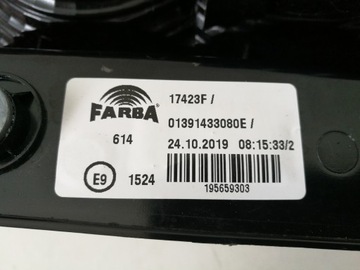 FARBA
614
17423F /
01391433080E /
24.10.2019 08:15:33/2
E9 1524
195659303